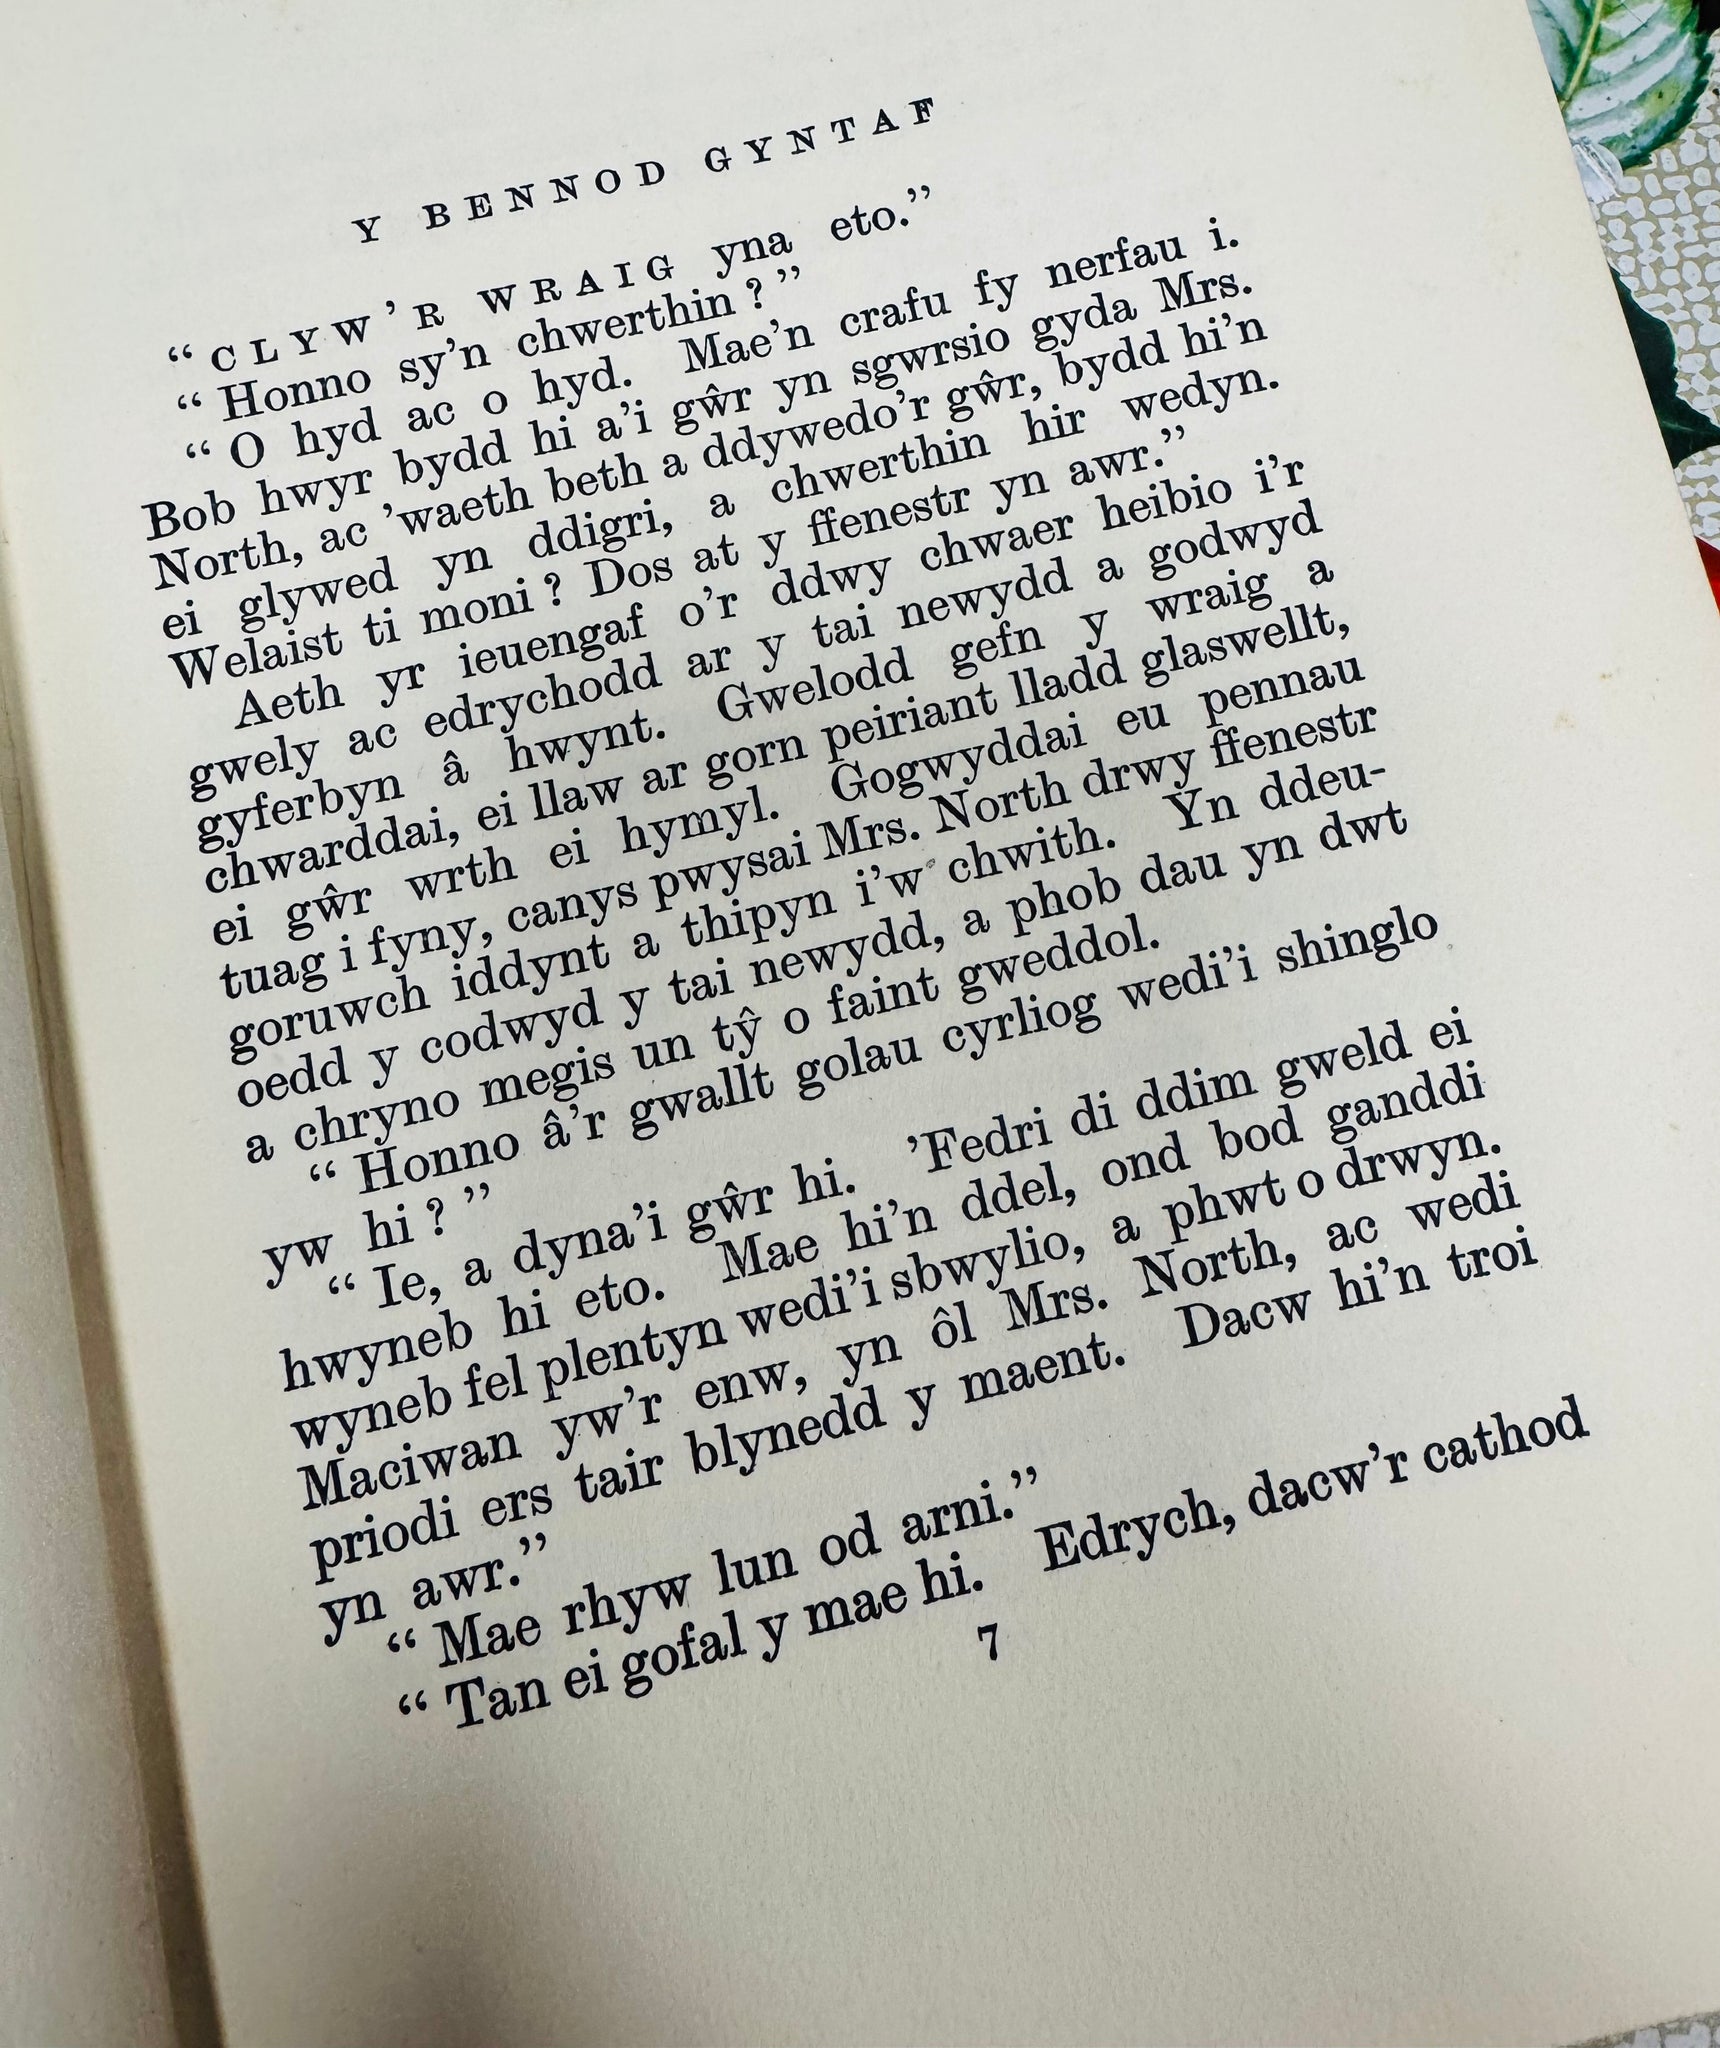 Y BENNOD GYNTAF
“ CLYW’R WRAIG yna eto.”
“ Honno sy’n chwerthin ? ”
“ O hyd ac o hyd. Mae’n crafu fy nerfau i.
Bob hwyr bydd hi a’i gŵr yn sgwrsio gyda Mrs.
North, ac ’waeth beth a ddywedo’r gŵr, bydd hi’n
ei glywed yn ddigri, a chwerthin hir wedyn.
Welaist ti moni ? Dos at y ffenestr yn awr.”
Aeth yr ieuengaf o’r ddwy chwaer heibio i’r
gwely ac edrychodd ar y tai newydd a godwyd
gyferbyn â hwynt. Gwelodd gefn y wraig a
chwarddai, ei llaw ar gorn peiriant lladd glaswellt,
ei gŵr wrth ei hymyl. Gogwyddai eu pennau
tuag i fyny, canys pwysai Mrs. North drwy ffenestr
goruwch iddynt a thipyn i’w chwith. Yn ddeu-
oedd y codwyd y tai newydd, a phob dau yn dwt
a chryno megis un tŷ o faint gweddol.
“ Honno â’r gwallt golau cyrliog wedi’i shinglo
yw hi ? ”
“ Ie, a dyna’i gŵr hi. ’Fedri di ddim gweld ei
hwyneb hi eto. Mae hi’n ddel, ond bod ganddi
wyneb fel plentyn wedi’i sbwylio, a phwt o drwyn.
Maciwan yw’r enw, yn ôl Mrs. North, ac wedi
priodi ers tair blynedd y maent. Dacw hi’n troi
yn awr.”
“ Mae rhyw lun od arni.”
“ Tan ei gofal y mae hi. Edrych, dacw’r cathod
7